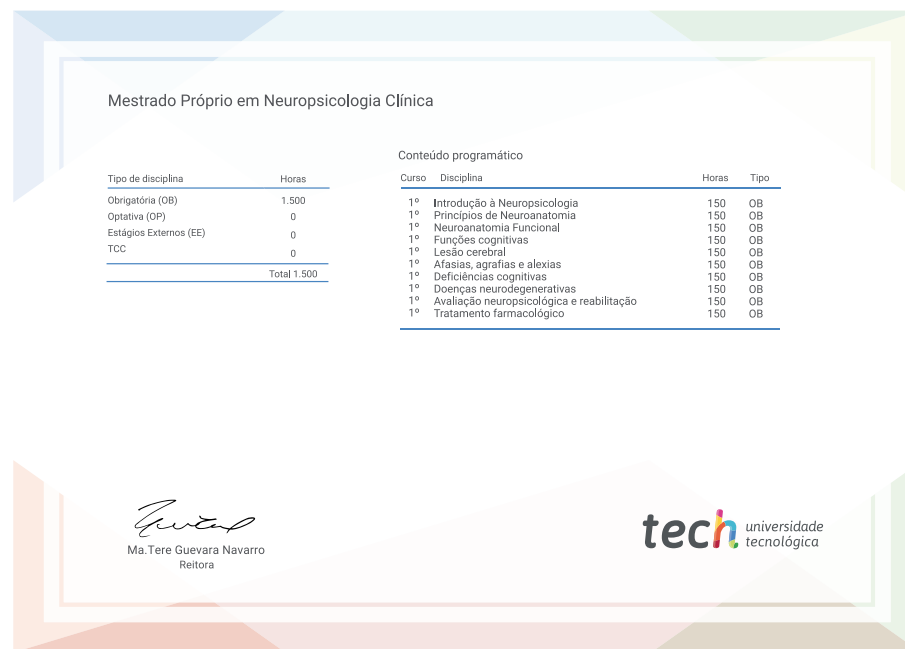 Mestrado Próprio em Neuropsicologia Clínica
Tipo de disciplina Horas
Obrigatória (OB) 1.500
Optativa (OP) 0
Estágios Externos (EE) 0
TCC 0
Total 1.500
Conteúdo programático
Curso Disciplina Horas Tipo
1º Introdução à Neuropsicologia 150 OB
1º Princípios de Neuroanatomia 150 OB
1º Neuroanatomia Funcional 150 OB
1º Funções cognitivas 150 OB
1º Lesão cerebral 150 OB
1º Afasias, agrafias e alexias 150 OB
1º Deficiências cognitivas 150 OB
1º Doenças neurodegenerativas 150 OB
1º Avaliação neuropsicológica e reabilitação 150 OB
1º Tratamento farmacológico 150 OB
Ma.Tere Guevara Navarro
Reitora
tech universidade
tecnológica